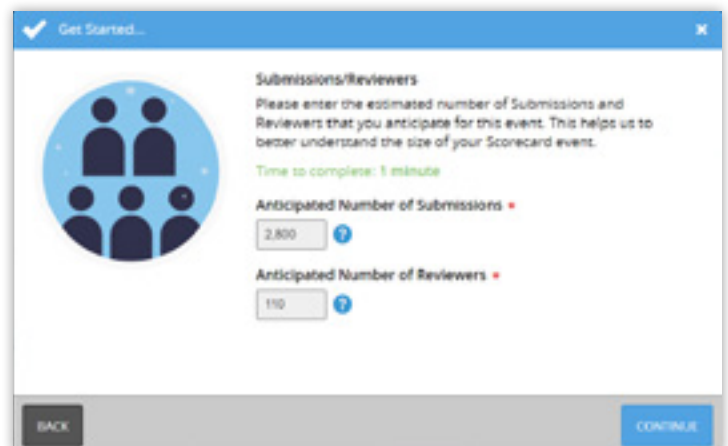 Get Started...
Submissions/Reviewers
Please enter the estimated number of Submissions and
Reviewers that you anticipate for this event. This helps us to
better understand the size of your Scorecard event.
Time to complete: 1 minute
Anticipated Number of Submissions *
2,800
?
Anticipated Number of Reviewers *
110
?
BACK
CONTINUE